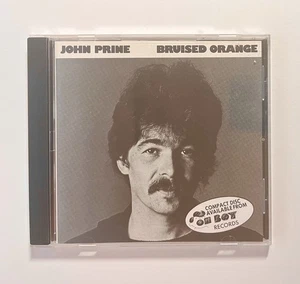 JOHN PRINE BRUISED ORANGE
COMPACT DISC
AVAILABLE FROM
OH BOY
RECORDS